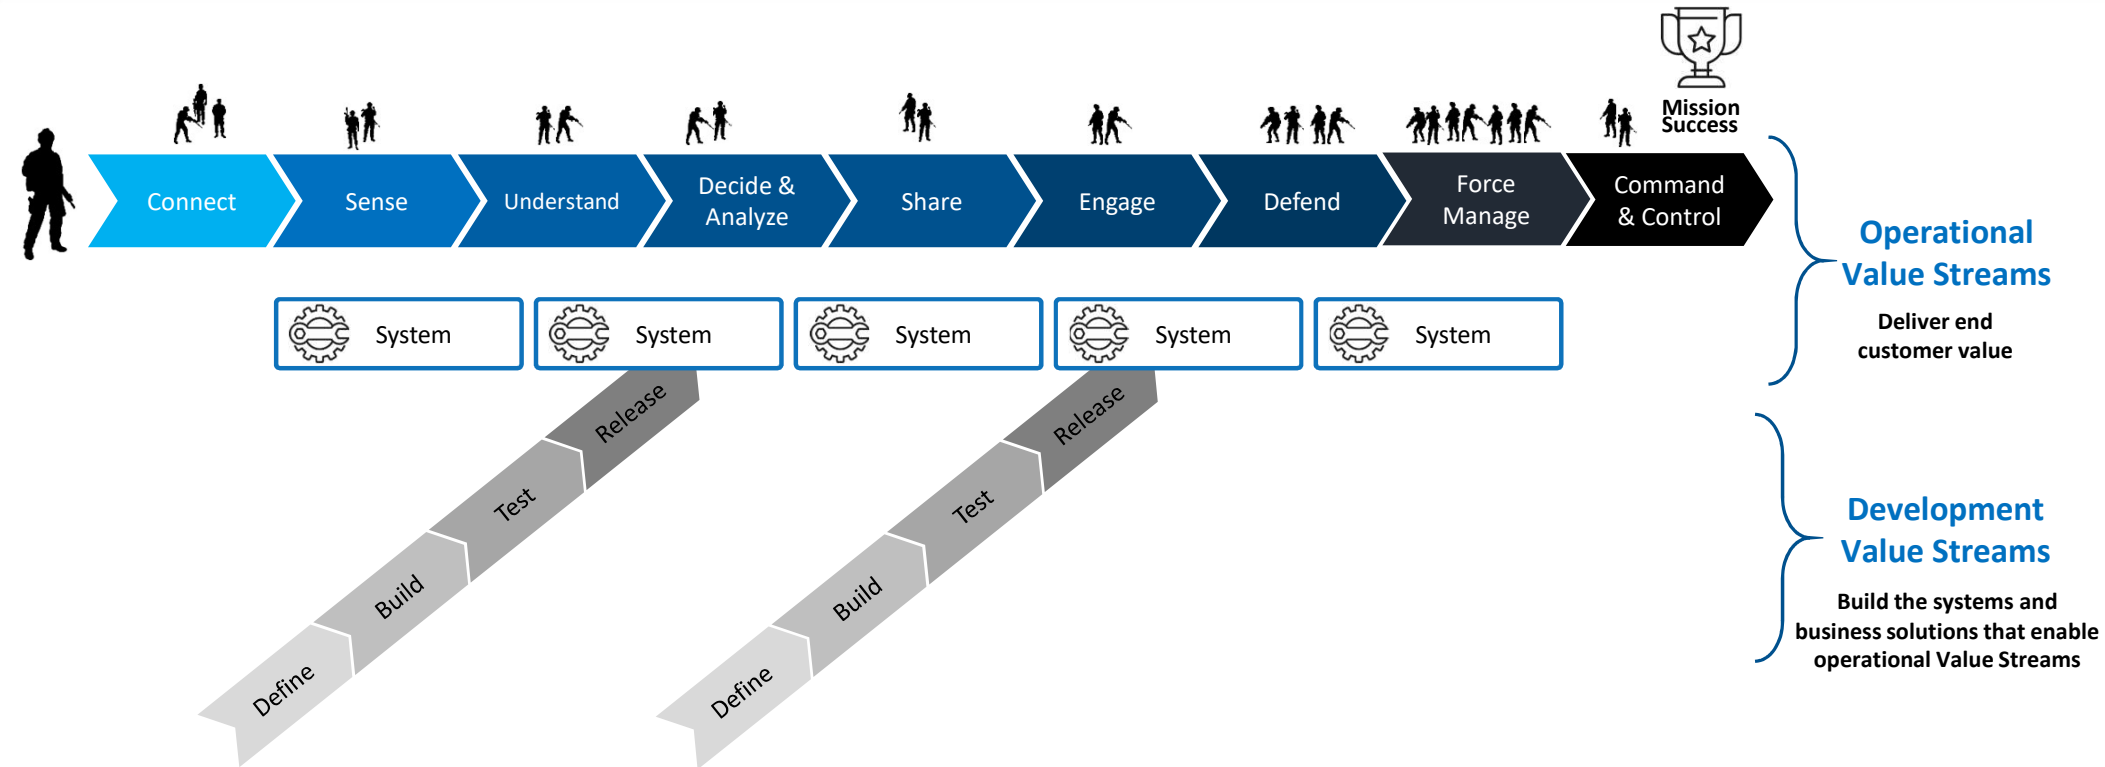 Mission
Success
Connect
Sense
Understand
Decide &
Analyze
Share
Engage
Defend
Force
Manage
Command
& Control
Operational
Value Streams
Deliver end
customer value
System
System
System
System
System
Release
Test
Build
Define
Release
Test
Build
Define
Development
Value Streams
Build the systems and
business solutions that enable
operational Value Streams